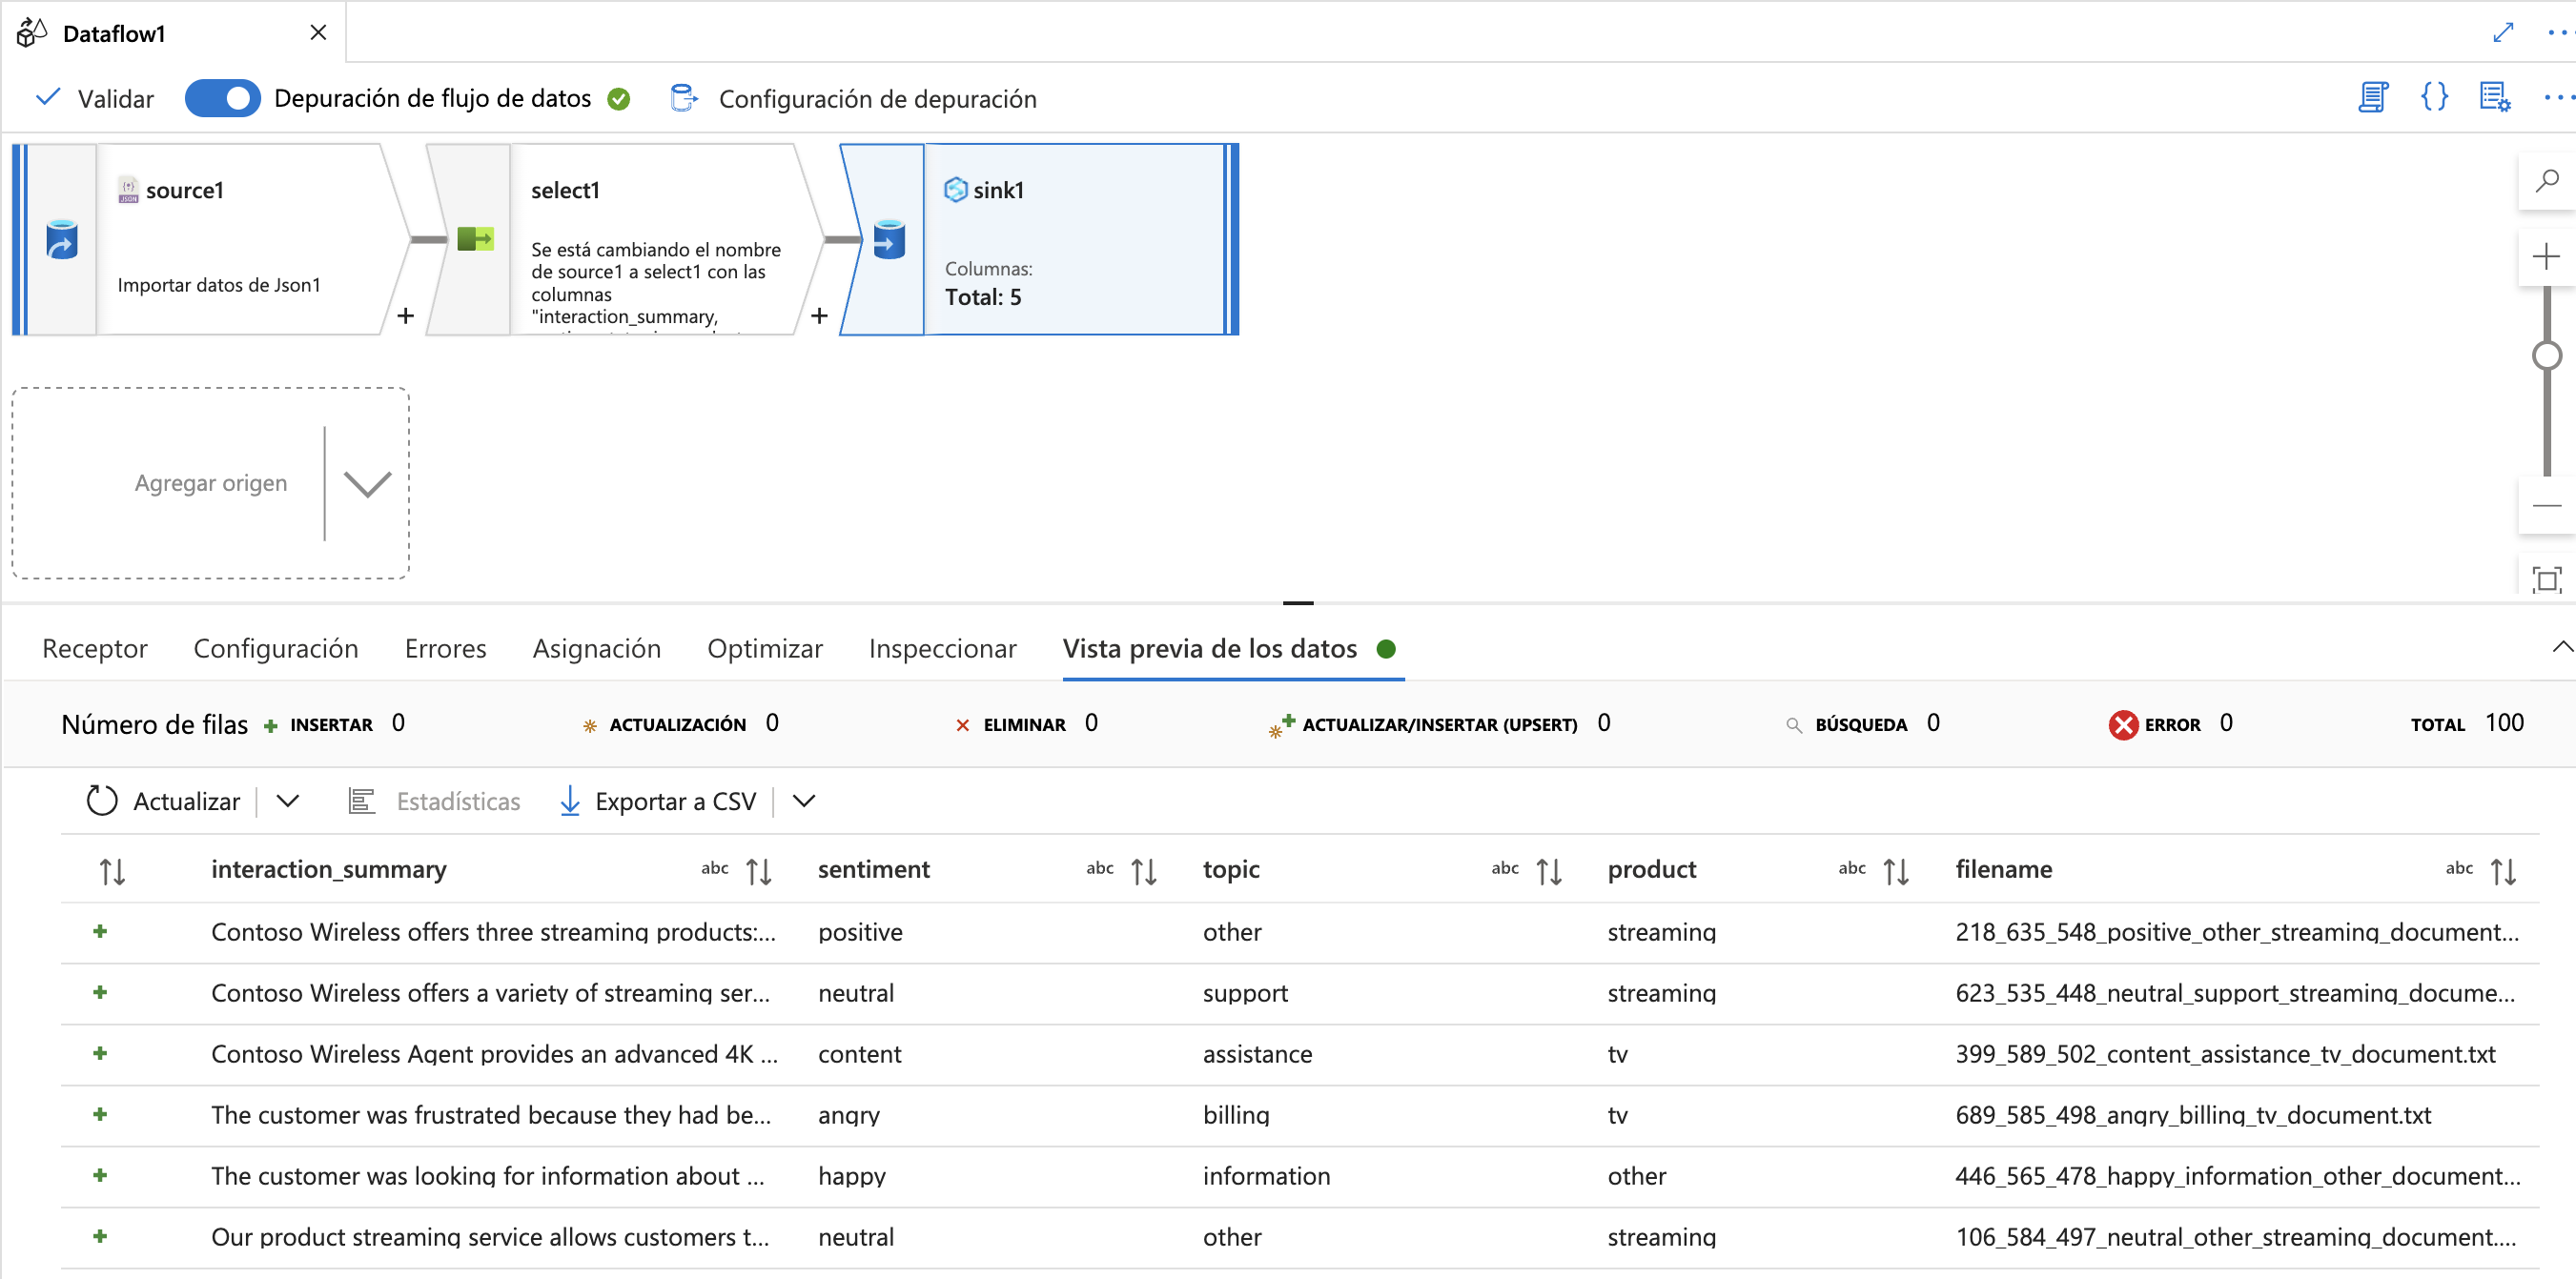 Dataflow1
Validar Depuración de flujo de datos Configuración de depuración
source1
Importar datos de Json1
select1
Se está cambiando el nombre
de source1 a select1 con las
columnas
"interaction_summary,
sink1
Columnas:
Total: 5
Agregar origen
Receptor Configuración Errores Asignación Optimizar Inspeccionar Vista previa de los datos
Número de filas INSERTAR 0 ACTUALIZACIÓN 0 ELIMINAR 0 ACTUALIZAR/INSERTAR (UPSERT) 0 BÚSQUEDA 0 ERROR 0 TOTAL 100
Actualizar Estadísticas Exportar a CSV
interaction_summary abc sentiment abc topic abc product abc filename abc
Contoso Wireless offers three streaming products:... positive other streaming 218_635_548_positive_other_streaming_document...
Contoso Wireless offers a variety of streaming ser... neutral support streaming 623_535_448_neutral_support_streaming_docume...
Contoso Wireless Agent provides an advanced 4K ... content assistance tv 399_589_502_content_assistance_tv_document.txt
The customer was frustrated because they had be... angry billing tv 689_585_498_angry_billing_tv_document.txt
The customer was looking for information about ... happy information other 446_565_478_happy_information_other_document...
Our product streaming service allows customers t... neutral other streaming 106_584_497_neutral_other_streaming_document....